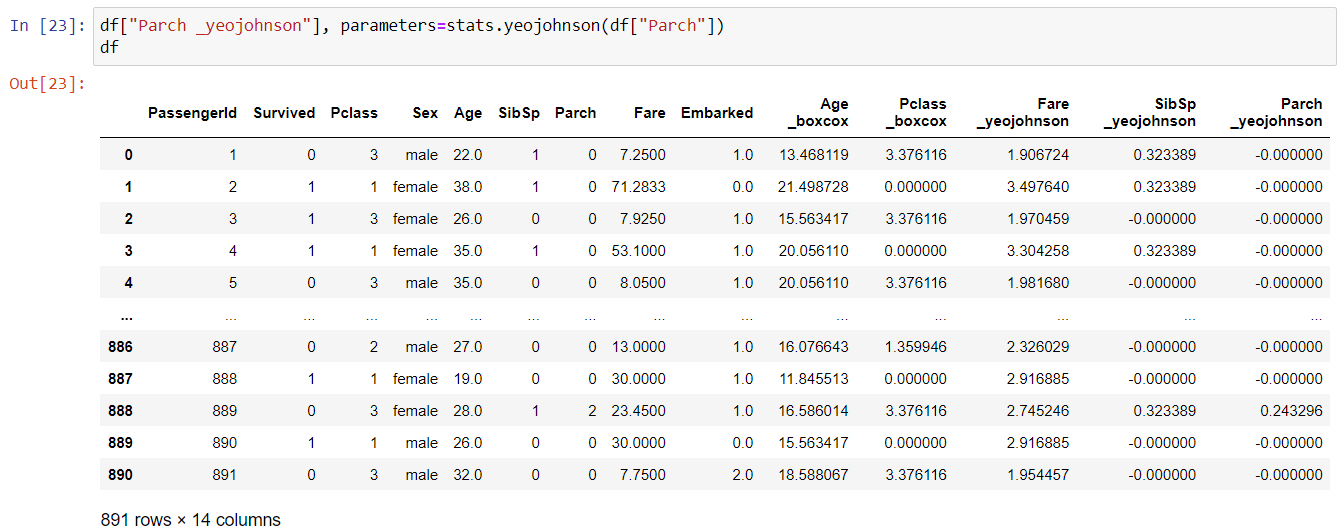 In [23]: df["Parch _yeojohnson"], parameters=stats.yeojohnson(df["Parch"])
df
Out[23]:
PassengerId Survived Pclass Sex Age SibSp Parch Fare Embarked Age _boxcox Pclass _boxcox Fare _yeojohnson SibSp _yeojohnson Parch _yeojohnson
0 1 0 3 male 22.0 1 0 7.2500 1.0 13.468119 3.376116 1.906724 0.323389 -0.000000
1 2 1 1 female 38.0 1 0 71.2833 0.0 21.498728 0.000000 3.497640 0.323389 -0.000000
2 3 1 3 female 26.0 0 0 7.9250 1.0 15.563417 3.376116 1.970459 -0.000000 -0.000000
3 4 1 1 female 35.0 1 0 53.1000 1.0 20.056110 0.000000 3.304258 0.323389 -0.000000
4 5 0 3 male 35.0 0 0 8.0500 1.0 20.056110 3.376116 1.981680 -0.000000 -0.000000
... ... ... ... ... ... ... ... ... ... ... ... ... ... ...
886 887 0 2 male 27.0 0 0 13.0000 1.0 16.076643 1.359946 2.326029 -0.000000 -0.000000
887 888 1 1 female 19.0 0 0 30.0000 1.0 11.845513 0.000000 2.916885 -0.000000 -0.000000
888 889 0 3 female 28.0 1 2 23.4500 1.0 16.586014 3.376116 2.745246 0.323389 0.243296
889 890 1 1 male 26.0 0 0 30.0000 0.0 15.563417 0.000000 2.916885 -0.000000 -0.000000
890 891 0 3 male 32.0 0 0 7.7500 2.0 18.588067 3.376116 1.954457 -0.000000 -0.000000
891 rows × 14 columns